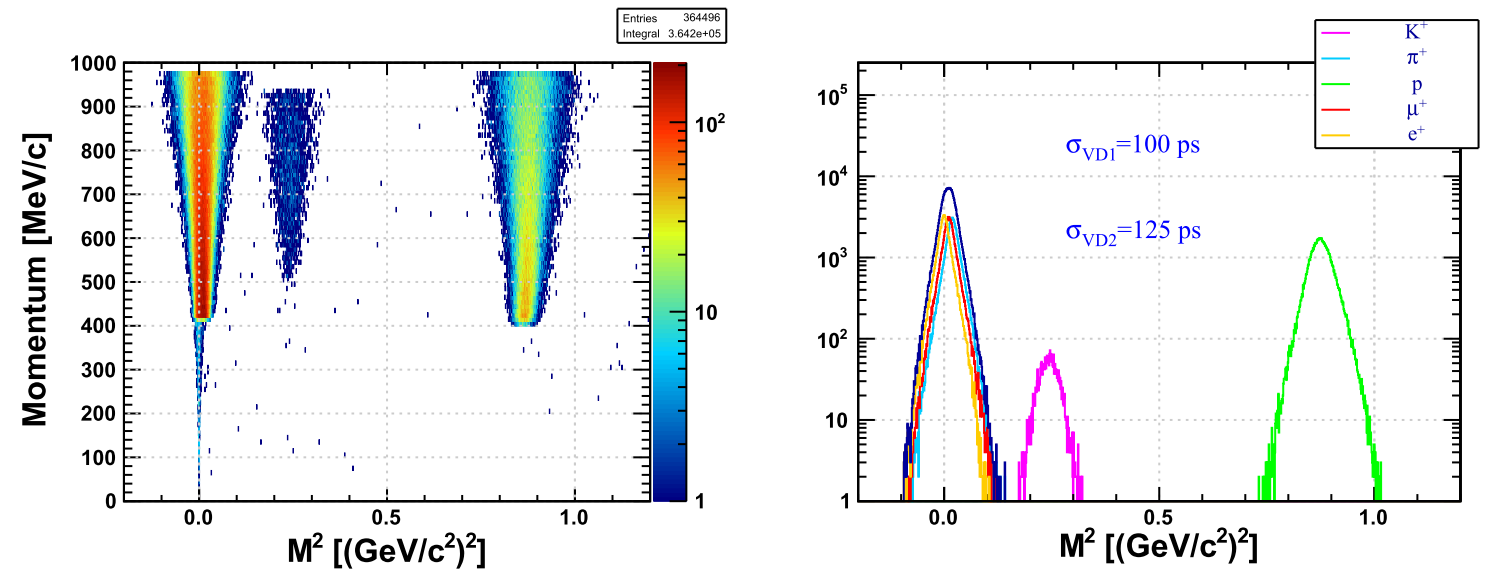 Entries 364496
Integral 3.642e+05
Momentum [MeV/c]
1000
900
800
700
600
500
400
300
200
100
0
0.0 0.5 1.0
M² [(GeV/c²)²]
10²
10
1
K⁺
π⁺
p
μ⁺
e⁺
σ_VD1=100 ps
σ_VD2=125 ps
10⁵
10⁴
10³
10²
10
1
0.0 0.5 1.0
M² [(GeV/c²)²]